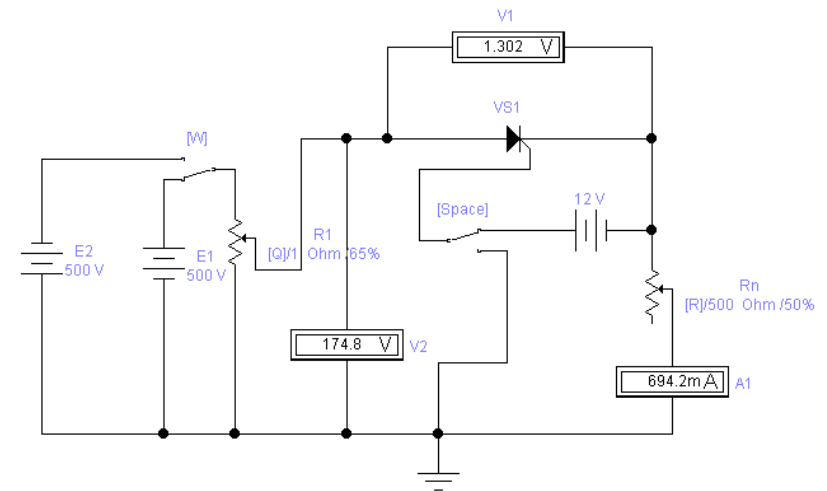 V1
1.302 V
VS1
[W]
[Space]
12 V
R1
E2
500 V
E1
500 V
[Q]/1 Ohm /65%
Rn
[R]/500 Ohm /50%
174.8 V
V2
694.2m A
A1